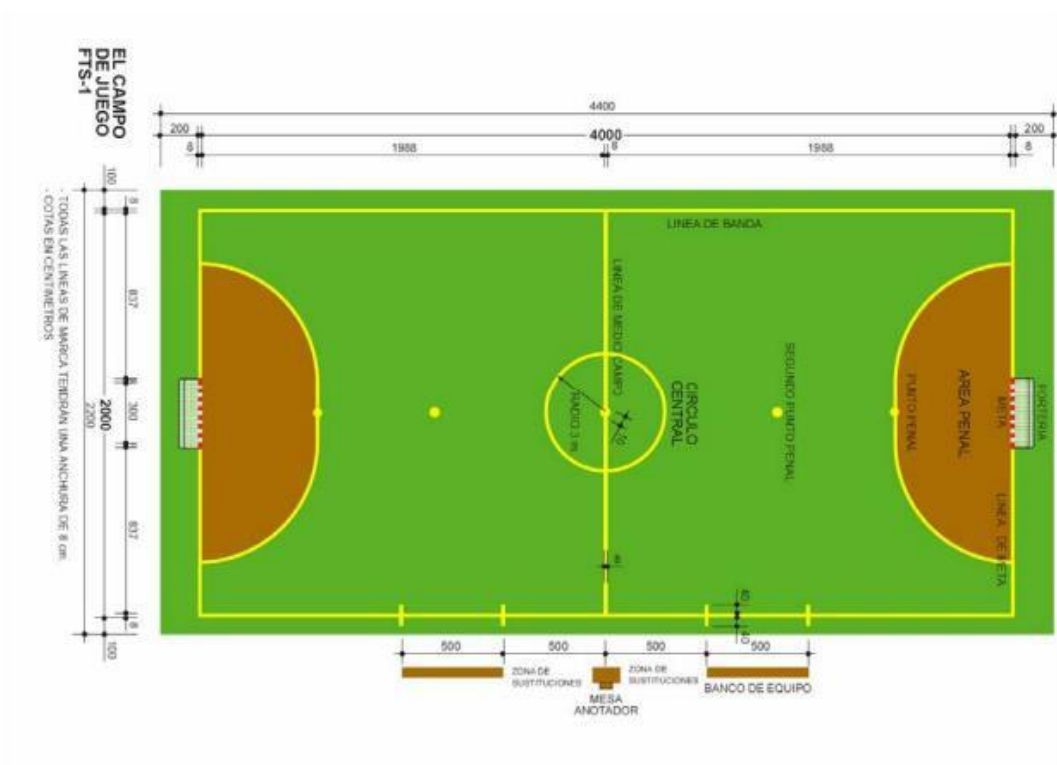 EL CAMPO
DE JUEGO
FTS-1
- TODAS LAS LINEAS DE MARCA TENDRÁN UNA ANCHURA DE 8 cm.
- COTAS EN CENTIMETROS
4400
200
4000
200
8
1988
8
1988
8
100
8
837
8
300
8
837
8
100
2000
2200
LINEA DE BANDA
LINEA DE MEDIO CAMPO
CIRCULO
CENTRAL
RADIO 3 m.
SEGUNDO PUNTO PENAL
PUNTO PENAL
AREA PENAL
META
PORTERIA
LINEA DE META
8
40
40
500
500
500
500
ZONA DE
SUSTITUCIONES
MESA
ANOTADOR
ZONA DE
SUSTITUCIONES
BANCO DE EQUIPO